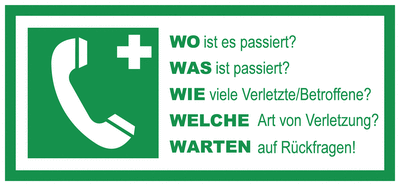 WO ist es passiert?
WAS ist passiert?
WIE viele Verletzte/Betroffene?
WELCHE Art von Verletzung?
WARTEN auf Rückfragen!